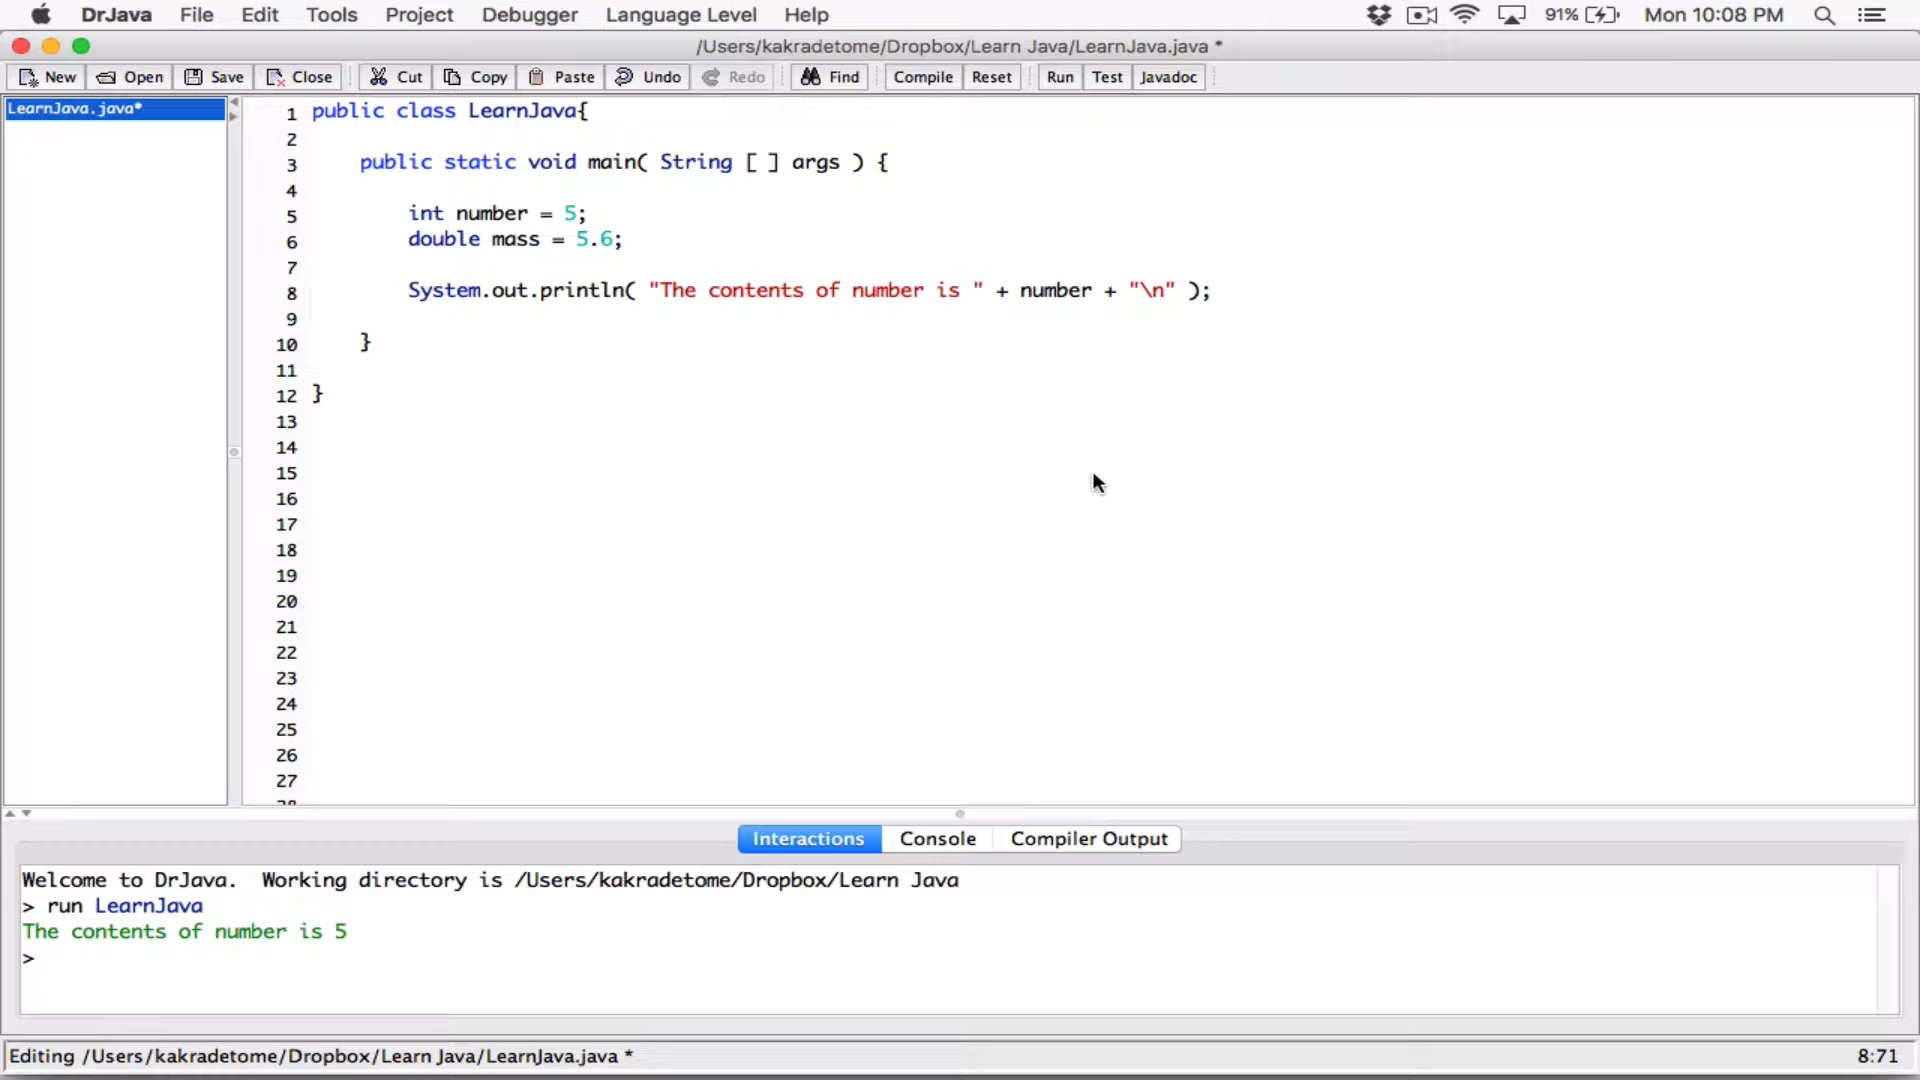 DrJava File Edit Tools Project Debugger Language Level Help 91% Mon 10:08 PM
/Users/kakradetome/Dropbox/Learn Java/LearnJava.java *
New Open Save Close Cut Copy Paste Undo Redo Find Compile Reset Run Test Javadoc
LearnJava.java*
1 public class LearnJava{
2
3 public static void main( String [ ] args ) {
4
5 int number = 5;
6 double mass = 5.6;
7
8 System.out.println( "The contents of number is " + number + "\n" );
9
10 }
11
12 }
13
14
15
16
17
18
19
20
21
22
23
24
25
26
27
28
Interactions Console Compiler Output
Welcome to DrJava. Working directory is /Users/kakradetome/Dropbox/Learn Java
> run LearnJava
The contents of number is 5
>
Editing /Users/kakradetome/Dropbox/Learn Java/LearnJava.java * 8:71